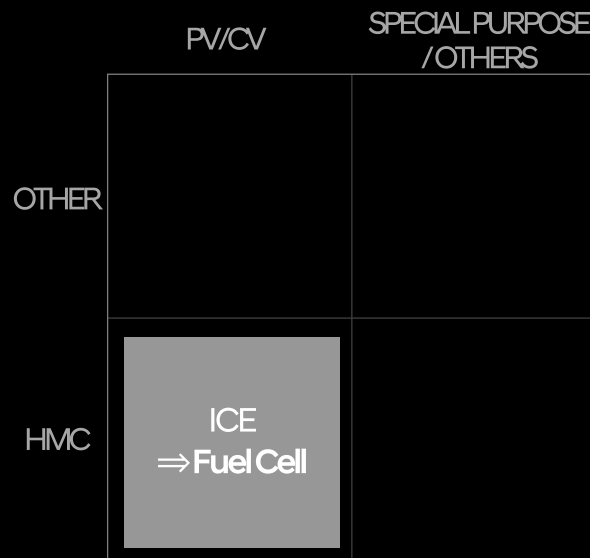 PV/CV
SPECIAL PURPOSE
/ OTHERS
OTHER
HMC
ICE
⇒ Fuel Cell